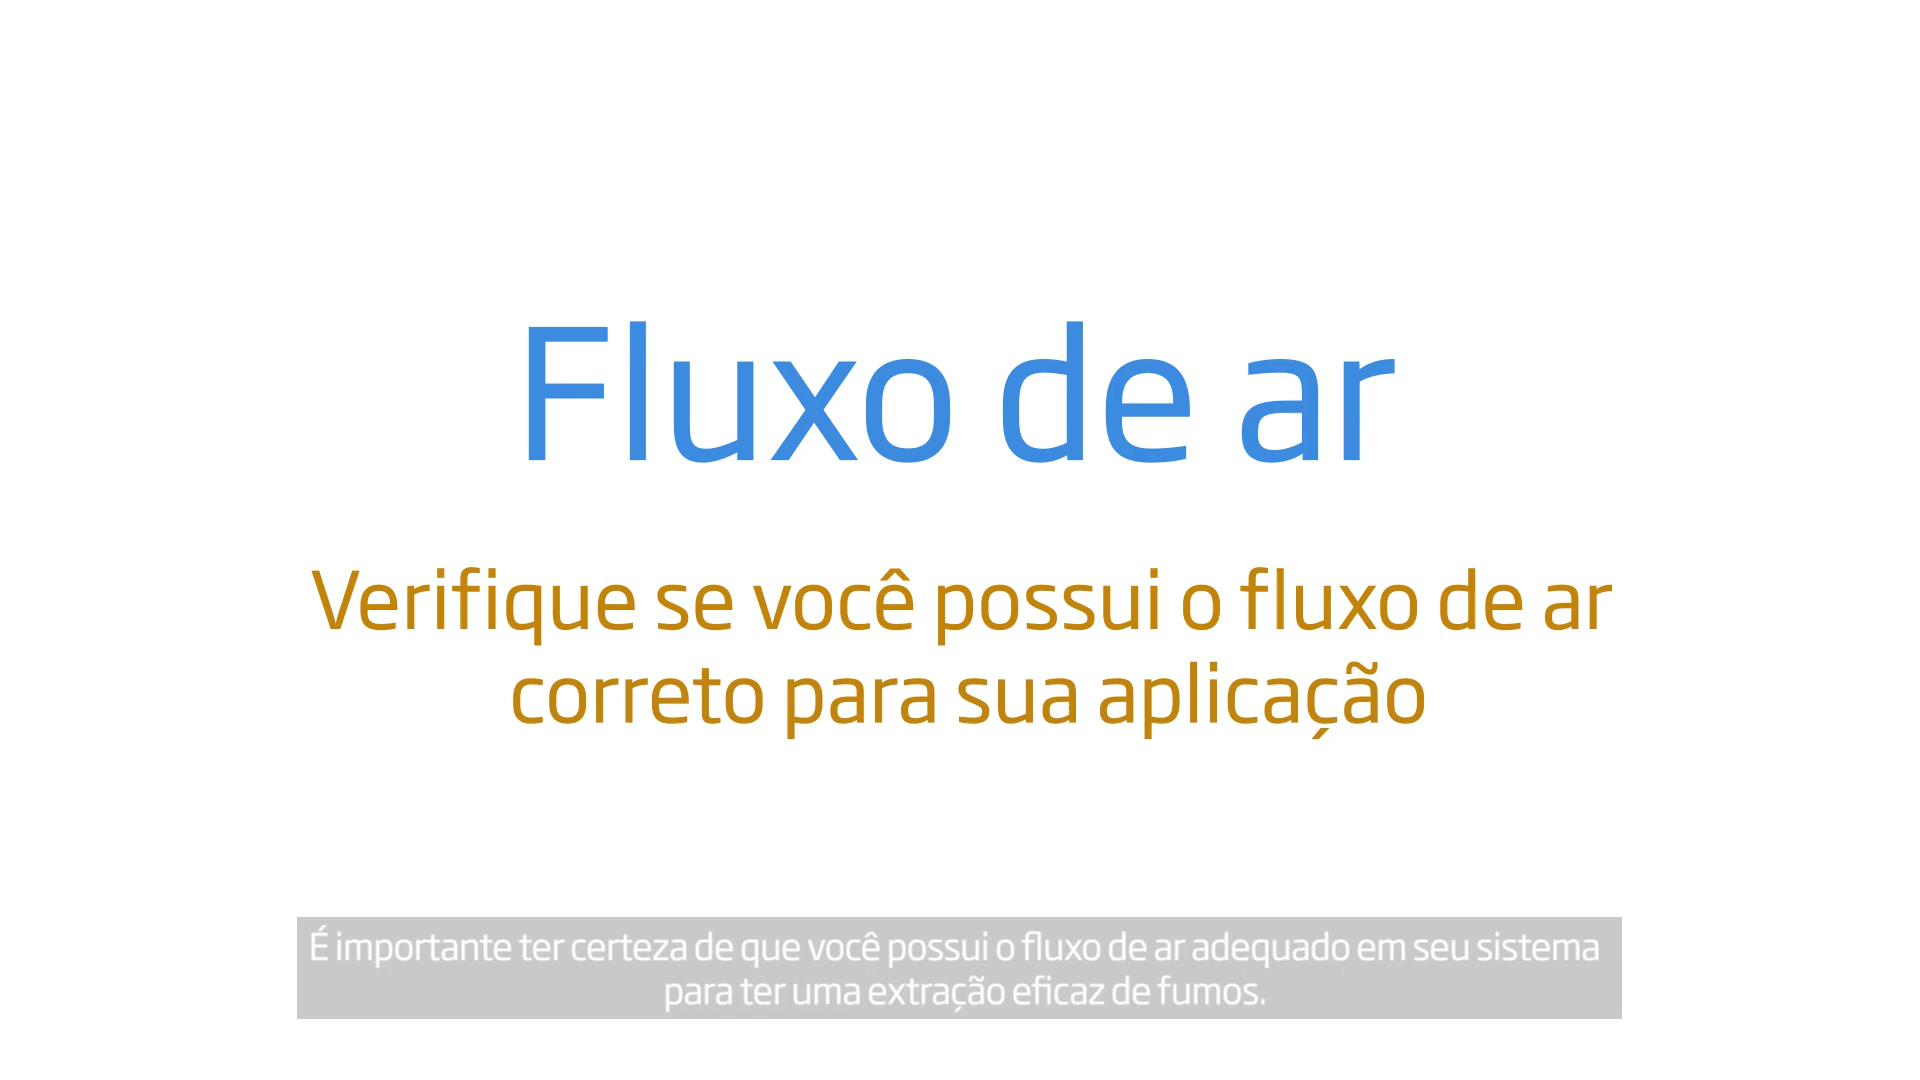 Fluxo de ar
Verifique se você possui o fluxo de ar
correto para sua aplicação
É importante ter certeza de que você possui o fluxo de ar adequado em seu sistema
para ter uma extração eficaz de fumos.